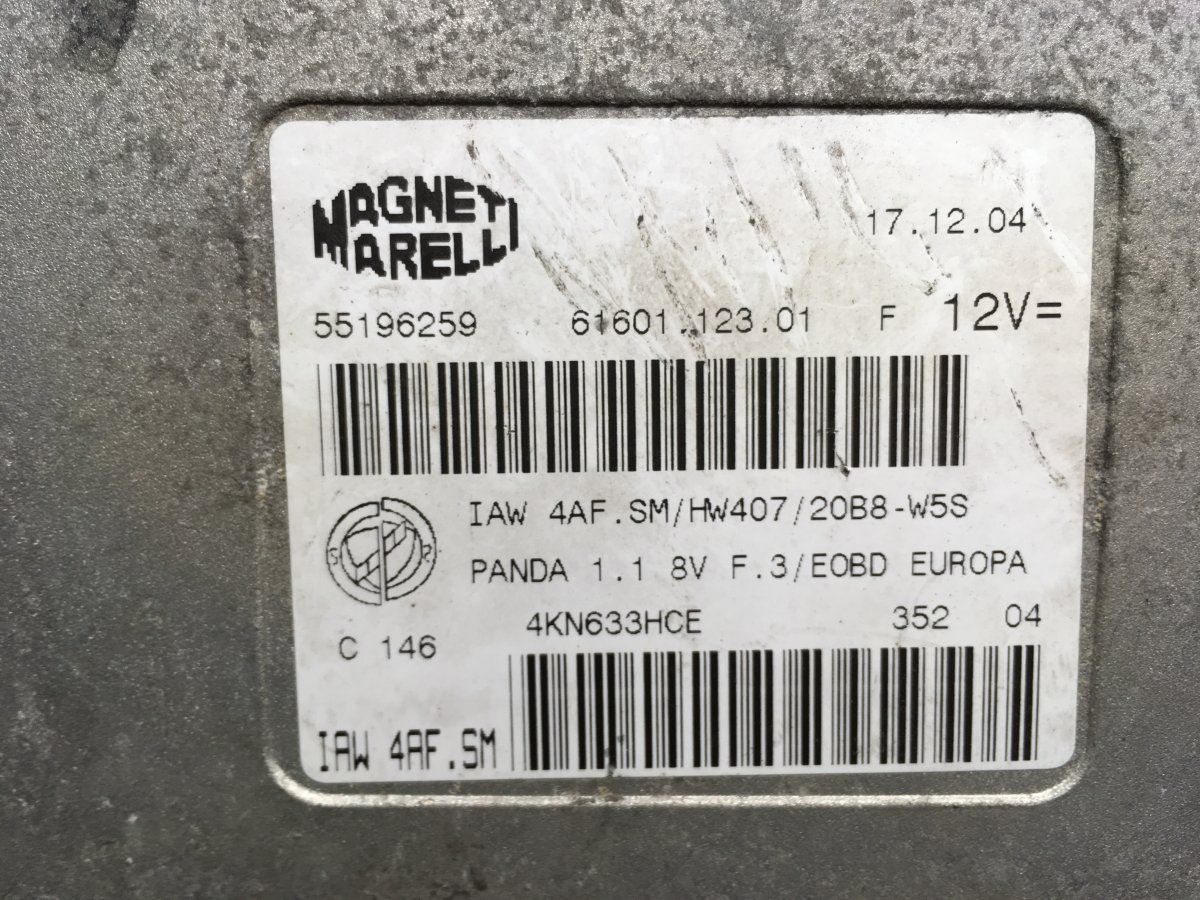 MAGNETI
MARELLI
17.12.04
55196259 61601.123.01 F 12V=
IAW 4AF.SM/HW407/20B8-W5S
PANDA 1.1 8V F.3/EOBD EUROPA
4KN633HCE 352 04
C 146
IAW 4AF.SM